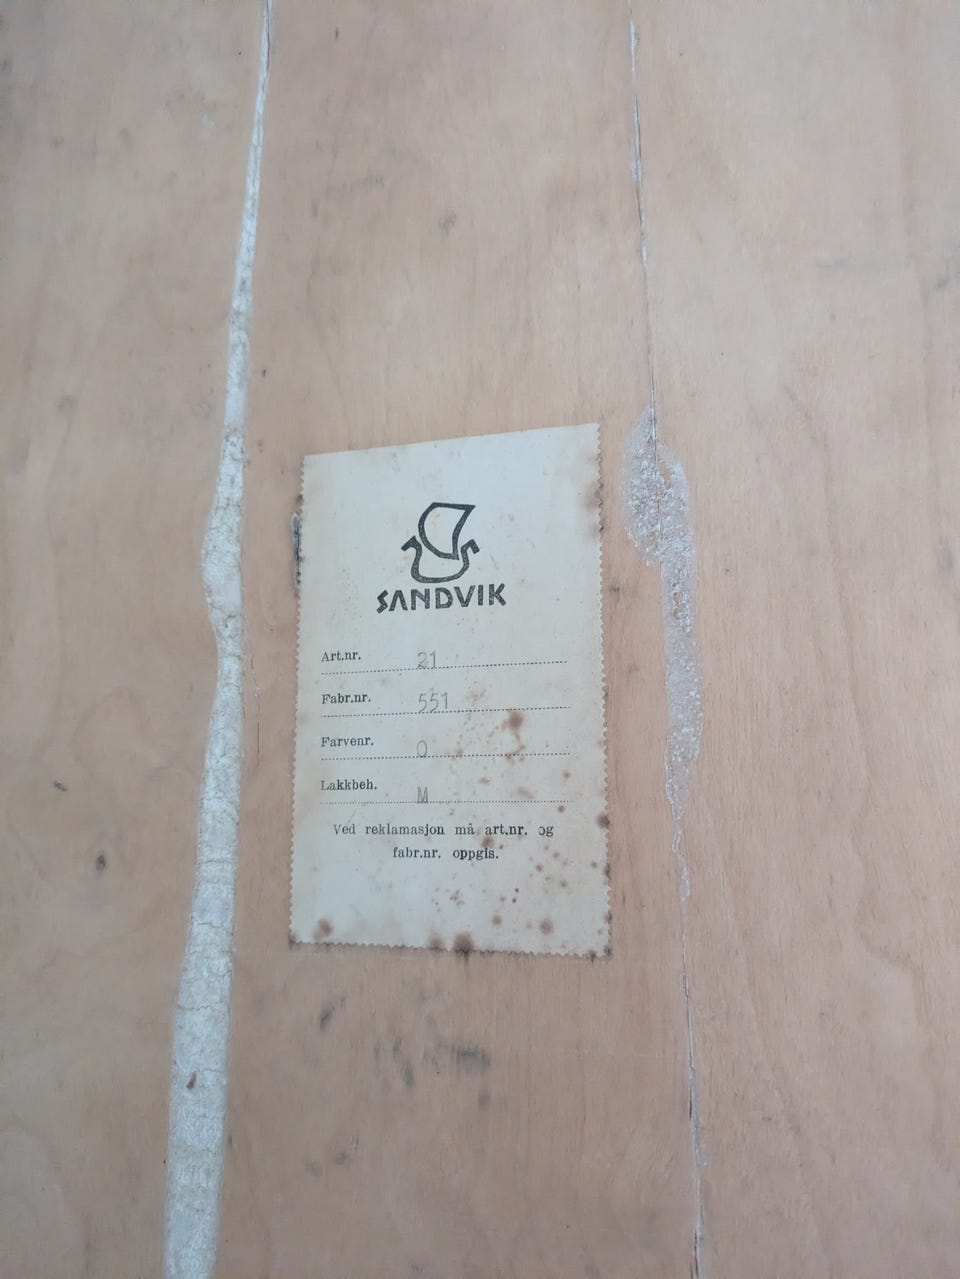 SANDVIK
Art.nr. 21
Fabr.nr. 551
Farvenr. 0
Lakkbeh. M
Ved reklamasjon må art.nr. og
fabr.nr. oppgis.